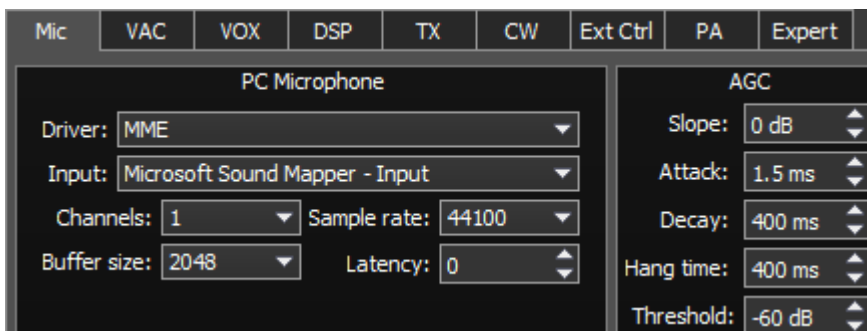 Mic VAC VOX DSP TX CW Ext Ctrl PA Expert
PC Microphone
Driver: MME
Input: Microsoft Sound Mapper - Input
Channels: 1 Sample rate: 44100
Buffer size: 2048 Latency: 0
AGC
Slope: 0 dB
Attack: 1.5 ms
Decay: 400 ms
Hang time: 400 ms
Threshold: -60 dB